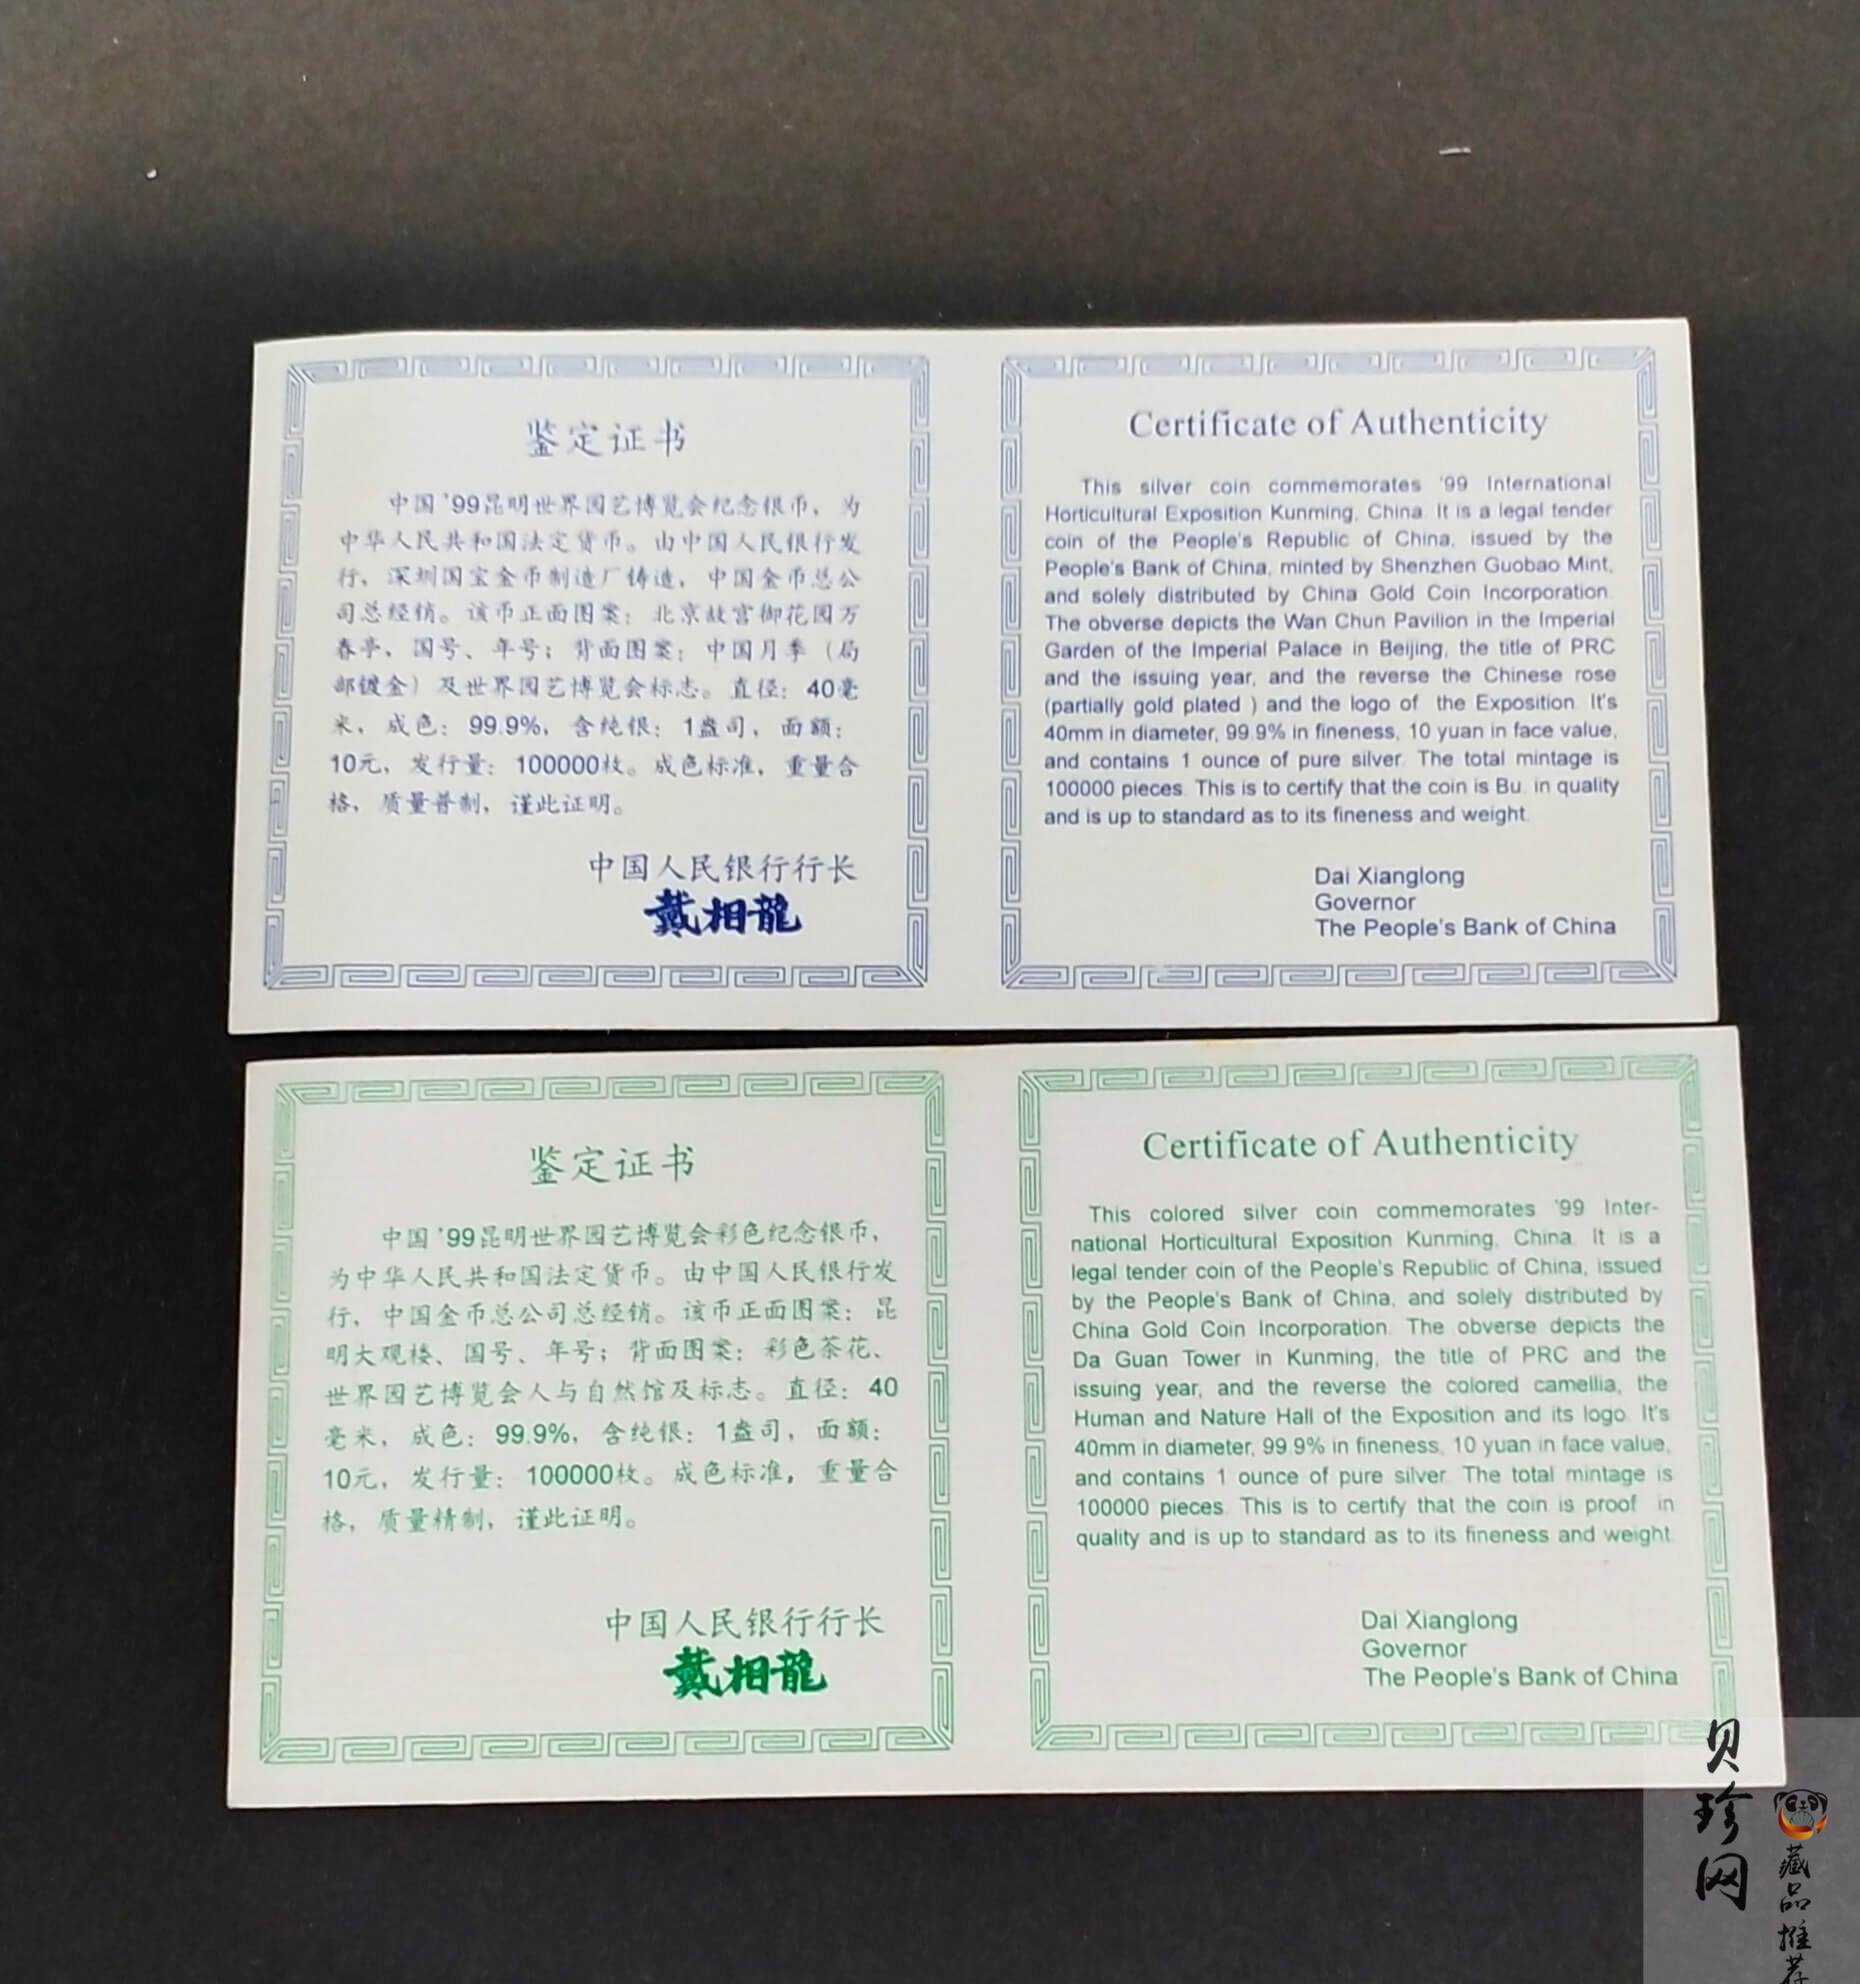 鉴定证书
中国'99昆明世界园艺博览会纪念银币，为
中华人民共和国法定货币。由中国人民银行发
行，深圳国宝金币制造厂铸造，中国金币总公
司总经销。该币正面图案：北京故宫御花园万
春亭，国号、年号；背面图案：中国月季（局
部镀金）及世界园艺博览会标志。直径：40毫
米，成色：99.9%，含纯银：1盎司，面额：
10元，发行量：100000枚。成色标准，重量合
格，质量普制，谨此证明。
中国人民银行行长
戴相龍
Certificate of Authenticity
This silver coin commemorates '99 International
Horticultural Exposition Kunming, China. It is a legal tender
coin of the People's Republic of China, issued by the
People's Bank of China, minted by Shenzhen Guobao Mint,
and solely distributed by China Gold Coin Incorporation.
The obverse depicts the Wan Chun Pavilion in the Imperial
Garden of the Imperial Palace in Beijing, the title of PRC
and the issuing year, and the reverse the Chinese rose
(partially gold plated ) and the logo of the Exposition. It's
40mm in diameter, 99.9% in fineness, 10 yuan in face value,
and contains 1 ounce of pure silver. The total mintage is
100000 pieces. This is to certify that the coin is Bu. in quality
and is up to standard as to its fineness and weight.
Dai Xianglong
Governor
The People's Bank of China
鉴定证书
中国'99昆明世界园艺博览会彩色纪念银币，
为中华人民共和国法定货币。由中国人民银行发
行，中国金币总公司总经销。该币正面图案：昆
明大观楼、国号、年号；背面图案：彩色茶花、
世界园艺博览会人与自然馆及标志。直径：40
毫米，成色：99.9%，含纯银：1盎司，面额：
10元，发行量：100000枚。成色标准，重量合
格，质量精制，谨此证明。
中国人民银行行长
戴相龍
Certificate of Authenticity
This colored silver coin commemorates '99 Inter-
national Horticultural Exposition Kunming, China. It is a
legal tender coin of the People's Republic of China, issued
by the People's Bank of China, and solely distributed by
China Gold Coin Incorporation. The obverse depicts the
Da Guan Tower in Kunming, the title of PRC and the
issuing year, and the reverse the colored camellia, the
Human and Nature Hall of the Exposition and its logo. It's
40mm in diameter, 99.9% in fineness, 10 yuan in face value,
and contains 1 ounce of pure silver. The total mintage is
100000 pieces. This is to certify that the coin is proof in
quality and is up to standard as to its fineness and weight.
Dai Xianglong
Governor
The People's Bank of China
贝珍网
藏品推荐